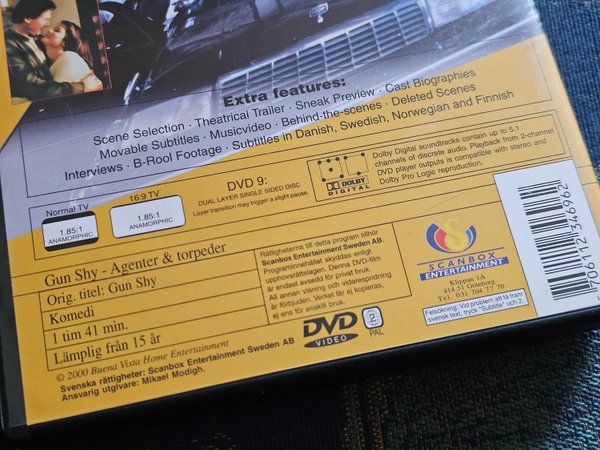 Extra features:
Scene Selection · Theatrical Trailer · Sneak Preview · Cast Biographies
Movable Subtitles · Musicvideo · Behind-the-scenes · Deleted Scenes
Interviews · B-Rool Footage · Subtitles in Danish, Swedish, Norwegian and Finnish
Normal TV
1.85:1
ANAMORPHIC
16:9 TV
1.85:1
ANAMORPHIC
DVD 9:
DUAL LAYER SINGLE SIDED DISC
Layer transition may trigger a slight pause.
DOLBY
DIGITAL
Dolby Digital soundtracks contain up to 5.1
channels of discrete audio. Playback from 2-channel
DVD player outputs is compatible with stereo and
Dolby Pro Logic reproduction.
Gun Shy - Agenter & torpeder
Orig. titel: Gun Shy
Komedi
1 tim 41 min.
Lämplig från 15 år
Rättigheterna till detta program tillhör
Scanbox Entertainment Sweden AB.
Programinnehållet skyddas enligt
upphovsrättslagen. Denna DVD-film
är endast avsedd för privat bruk.
All annan visning och vidarespridning
är förbjuden. Verket får ej kopieras,
ej ens för enskilt bruk.
SCANBOX
ENTERTAINMENT
Klippan 1A
414 51 Göteborg
Tel. 031 704 77 70
DVD
VIDEO
2
PAL
Felsökning: Vid problem att få fram
svensk text, tryck "Subtitle" och 2.
© 2000 Buena Vista Home Entertainment
Svenska rättigheter: Scanbox Entertainment Sweden AB
Ansvarig utgivare: Mikael Modigh.
5 706112 346962